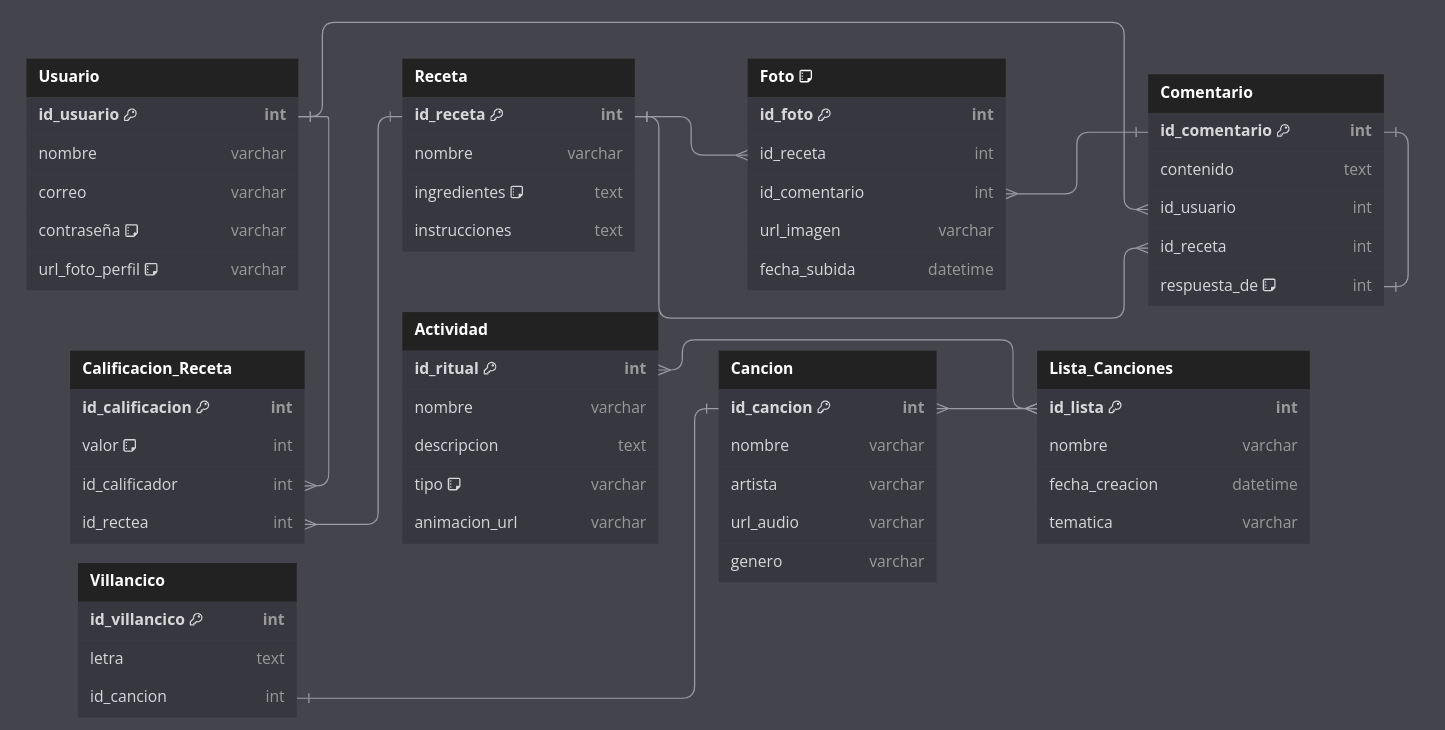 Usuario
id_usuario int
nombre varchar
correo varchar
contraseña varchar
url_foto_perfil varchar
Receta
id_receta int
nombre varchar
ingredientes text
instrucciones text
Foto
id_foto int
id_receta int
id_comentario int
url_imagen varchar
fecha_subida datetime
Comentario
id_comentario int
contenido text
id_usuario int
id_receta int
respuesta_de int
Calificacion_Receta
id_calificacion int
valor int
id_calificador int
id_rectea int
Actividad
id_ritual int
nombre varchar
descripcion text
tipo varchar
animacion_url varchar
Cancion
id_cancion int
nombre varchar
artista varchar
url_audio varchar
genero varchar
Lista_Canciones
id_lista int
nombre varchar
fecha_creacion datetime
tematica varchar
Villancico
id_villancico int
letra text
id_cancion int